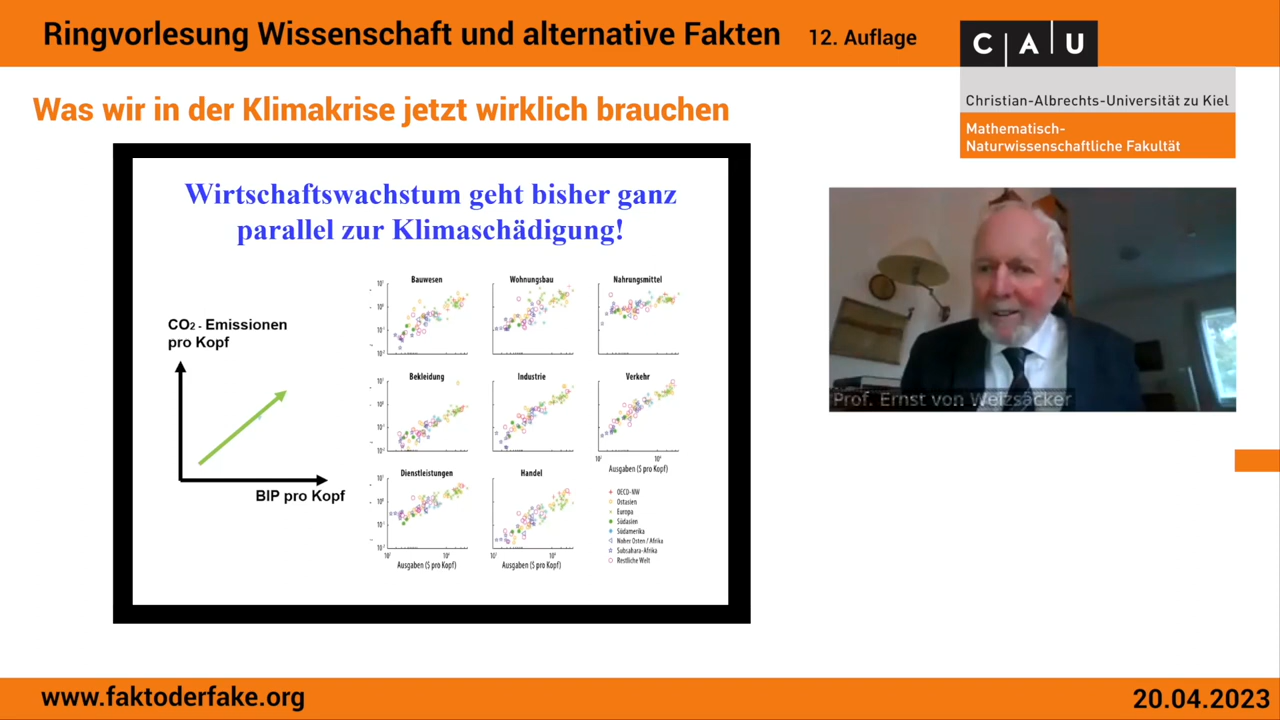 Ringvorlesung Wissenschaft und alternative Fakten 12. Auflage
CAU
Christian-Albrechts-Universität zu Kiel
Mathematisch-
Naturwissenschaftliche Fakultät
Was wir in der Klimakrise jetzt wirklich brauchen
Wirtschaftswachstum geht bisher ganz
parallel zur Klimaschädigung!
CO2 - Emissionen
pro Kopf
BIP pro Kopf
Bauwesen
Wohnungsbau
Nahrungsmittel
Bekleidung
Industrie
Verkehr
Ausgaben ($ pro Kopf)
Dienstleistungen
Handel
Ausgaben ($ pro Kopf)
Ausgaben ($ pro Kopf)
OECD-NW
Ostasien
Europa
Südasien
Südamerika
Naher Osten / Afrika
Subsahara-Afrika
Restliche Welt
Prof. Ernst von Weizsäcker
www.faktoderfake.org
20.04.2023